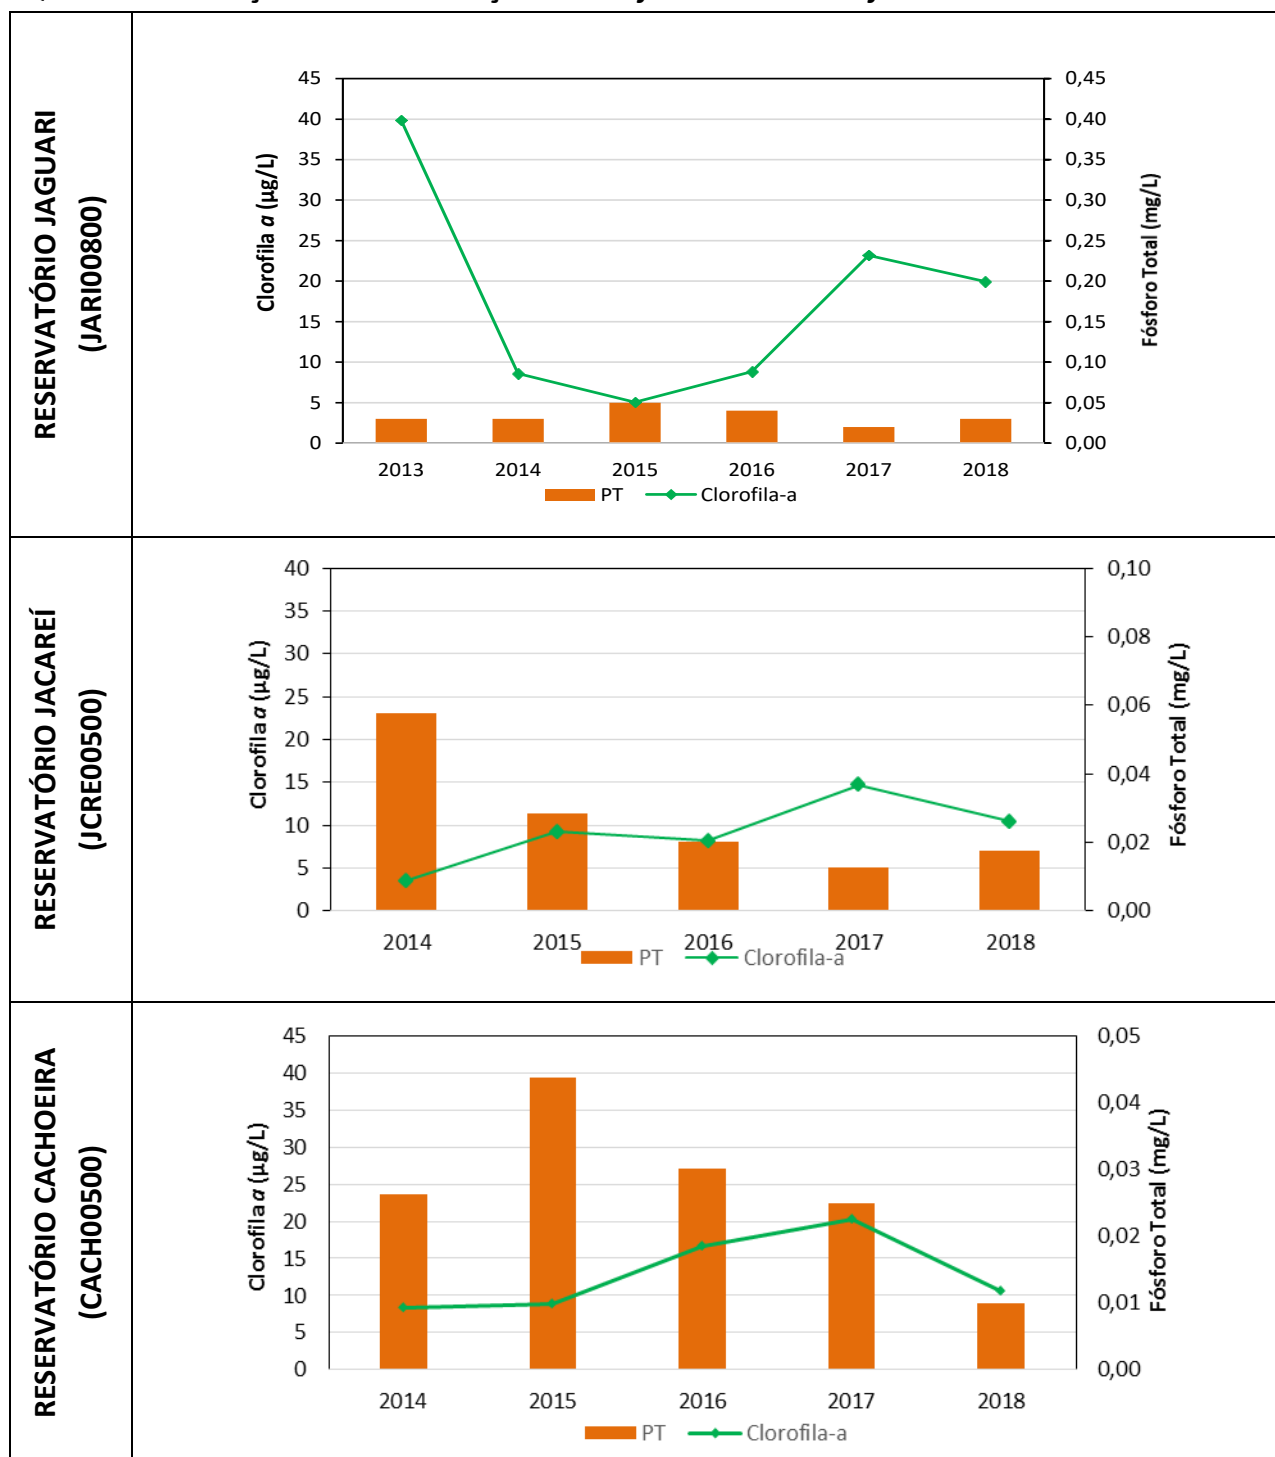 RESERVATÓRIO JAGUARI
(JARI00800)
Clorofila a (µg/L)
45
40
35
30
25
20
15
10
5
0
0,45
0,40
0,35
0,30
0,25
0,20
0,15
0,10
0,05
0,00
Fósforo Total (mg/L)
2013 2014 2015 2016 2017 2018
PT Clorofila-a
RESERVATÓRIO JACAREÍ
(JCRE00500)
Clorofila a (µg/L)
40
35
30
25
20
15
10
5
0
0,10
0,08
0,06
0,04
0,02
0,00
Fósforo Total (mg/L)
2014 2015 2016 2017 2018
PT Clorofila-a
RESERVATÓRIO CACHOEIRA
(CACH00500)
Clorofila a (µg/L)
45
40
35
30
25
20
15
10
5
0
0,05
0,04
0,03
0,02
0,01
0,00
Fósforo Total (mg/L)
2014 2015 2016 2017 2018
PT Clorofila-a